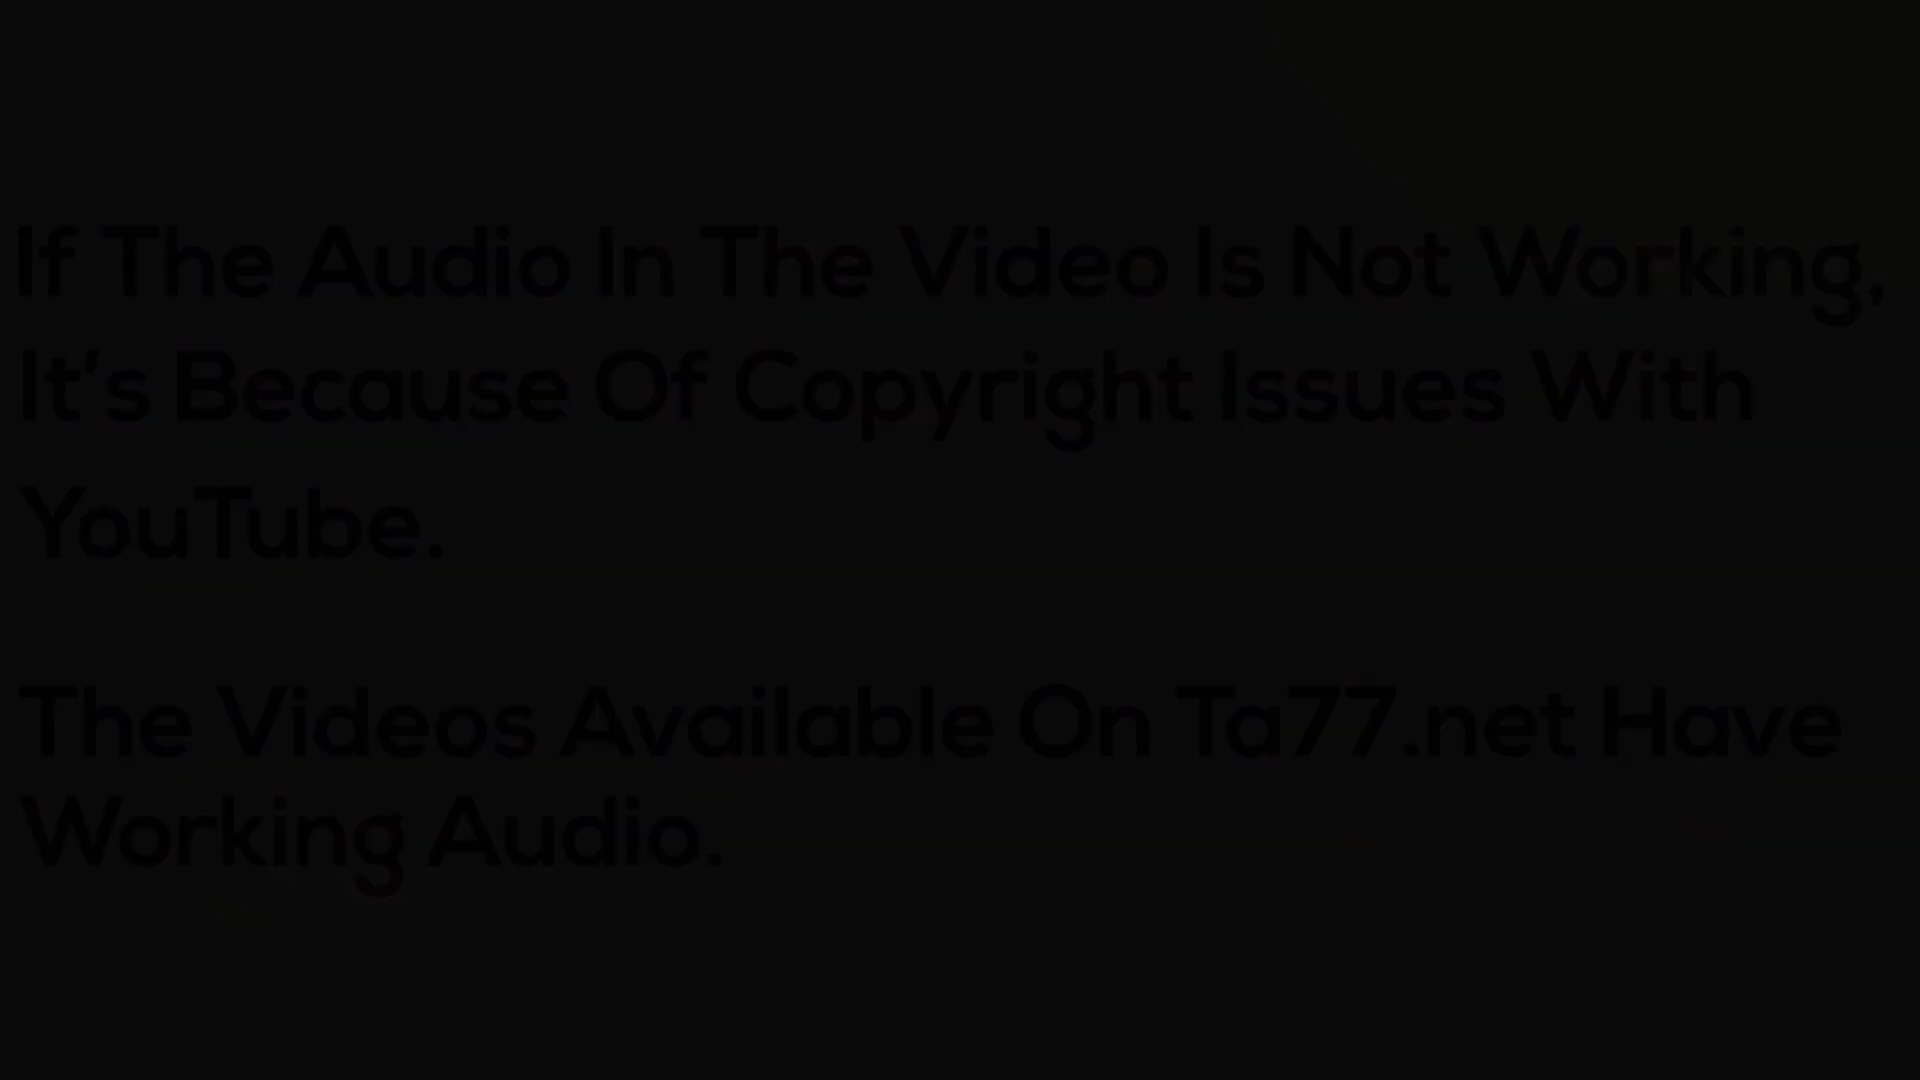 If The Audio In The Video Is Not Working,
It's Because Of Copyright Issues With
YouTube.
The Videos Available On Ta77.net Have
Working Audio.